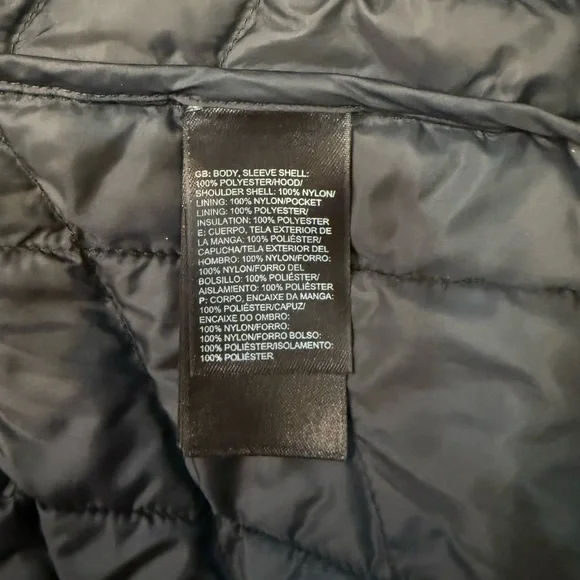 GB: BODY, SLEEVE SHELL:
100% POLYESTER/HOOD/
SHOULDER SHELL: 100% NYLON/
LINING: 100% NYLON/POCKET
LINING: 100% POLYESTER/
INSULATION: 100% POLYESTER
E: CUERPO, TELA EXTERIOR DE
LA MANGA: 100% POLIÉSTER/
CAPUCHA/TELA EXTERIOR DEL
HOMBRO: 100% NYLON/FORRO:
100% NYLON/FORRO DEL
BOLSILLO: 100% POLIÉSTER/
AISLAMIENTO: 100% POLIÉSTER
P: CORPO, ENCAIXE DA MANGA:
100% POLIÉSTER/CAPUZ/
ENCAIXE DO OMBRO:
100% NYLON/FORRO:
100% NYLON/FORRO BOLSO:
100% POLIÉSTER/ISOLAMENTO:
100% POLIÉSTER